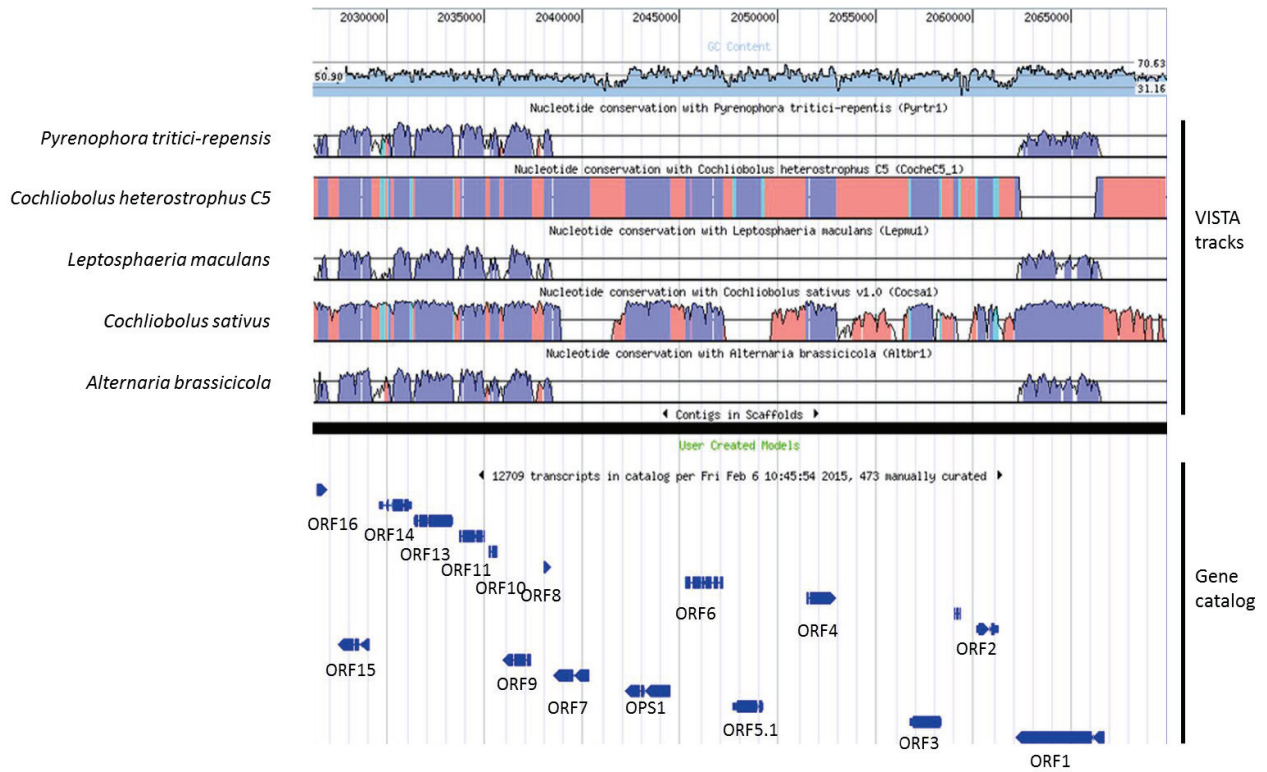 2030000 2035000 2040000 2045000 2050000 2055000 2060000 2065000
GC Content
50.90
70.63
31.16
Nucleotide conservation with Pyrenophora tritici-repentis (Pyrtr1)
Pyrenophora tritici-repensis
Nucleotide conservation with Cochliobolus heterostrophus C5 (CocheC5_1)
Cochliobolus heterostrophus C5
Nucleotide conservation with Leptosphaeria maculans (Lepmu1)
Leptosphaeria maculans
Nucleotide conservation with Cochliobolus sativus v1.0 (Cocsa1)
Cochliobolus sativus
Nucleotide conservation with Alternaria brassicicola (Altbr1)
Alternaria brassicicola
VISTA
tracks
Contigs in Scaffolds
User Created Models
12709 transcripts in catalog per Fri Feb 6 10:45:54 2015, 473 manually curated
ORF16
ORF14
ORF13
ORF11
ORF10
ORF8
ORF6
ORF4
ORF2
ORF15
ORF9
ORF7
OPS1
ORF5.1
ORF3
ORF1
Gene
catalog